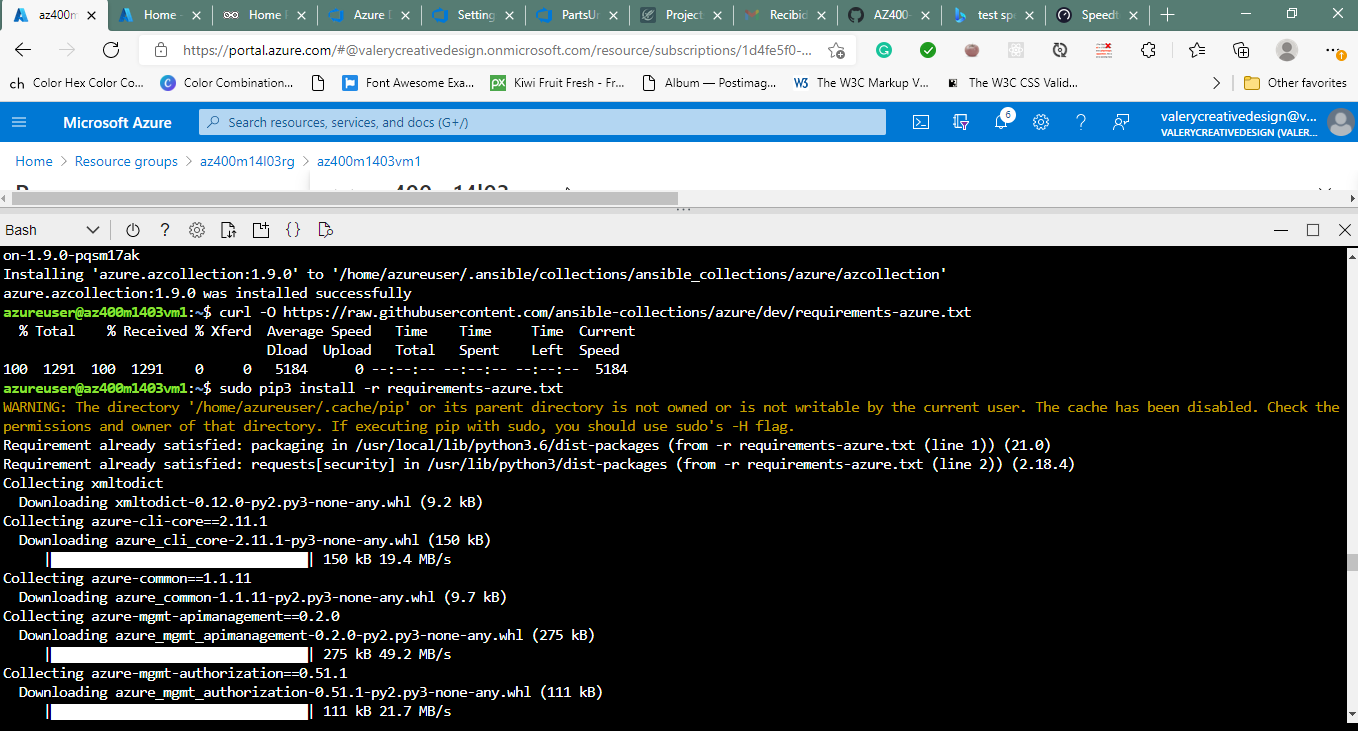 az400m
Home -
Home
Azure D
Setting
PartsUn
Project
Recibid
AZ400-
test spe
Speedt
https://portal.azure.com/#@valerycreativedesign.onmicrosoft.com/resource/subscriptions/1d4fe5f0-...
ch Color Hex Color Co...
Color Combination...
Font Awesome Exa...
Kiwi Fruit Fresh - Fr...
Album — Postimag...
The W3C Markup V...
The W3C CSS Valid...
Other favorites
Microsoft Azure
Search resources, services, and docs (G+/)
6
valerycreativedesign@v...
VALERYCREATIVEDESIGN (VALER...
Home > Resource groups > az400m14l03rg > az400m1403vm1
Bash
on-1.9.0-pqsm17ak
Installing 'azure.azcollection:1.9.0' to '/home/azureuser/.ansible/collections/ansible_collections/azure/azcollection'
azure.azcollection:1.9.0 was installed successfully
azureuser@az400m1403vm1:~$ curl -O https://raw.githubusercontent.com/ansible-collections/azure/dev/requirements-azure.txt
% Total % Received % Xferd Average Speed Time Time Time Current
Dload Upload Total Spent Left Speed
100 1291 100 1291 0 0 5184 0 --:--:-- --:--:-- --:--:-- 5184
azureuser@az400m1403vm1:~$ sudo pip3 install -r requirements-azure.txt
WARNING: The directory '/home/azureuser/.cache/pip' or its parent directory is not owned or is not writable by the current user. The cache has been disabled. Check the
permissions and owner of that directory. If executing pip with sudo, you should use sudo's -H flag.
Requirement already satisfied: packaging in /usr/local/lib/python3.6/dist-packages (from -r requirements-azure.txt (line 1)) (21.0)
Requirement already satisfied: requests[security] in /usr/lib/python3/dist-packages (from -r requirements-azure.txt (line 2)) (2.18.4)
Collecting xmltodict
Downloading xmltodict-0.12.0-py2.py3-none-any.whl (9.2 kB)
Collecting azure-cli-core==2.11.1
Downloading azure_cli_core-2.11.1-py3-none-any.whl (150 kB)
150 kB 19.4 MB/s
Collecting azure-common==1.1.11
Downloading azure_common-1.1.11-py2.py3-none-any.whl (9.7 kB)
Collecting azure-mgmt-apimanagement==0.2.0
Downloading azure_mgmt_apimanagement-0.2.0-py2.py3-none-any.whl (275 kB)
275 kB 49.2 MB/s
Collecting azure-mgmt-authorization==0.51.1
Downloading azure_mgmt_authorization-0.51.1-py2.py3-none-any.whl (111 kB)
111 kB 21.7 MB/s